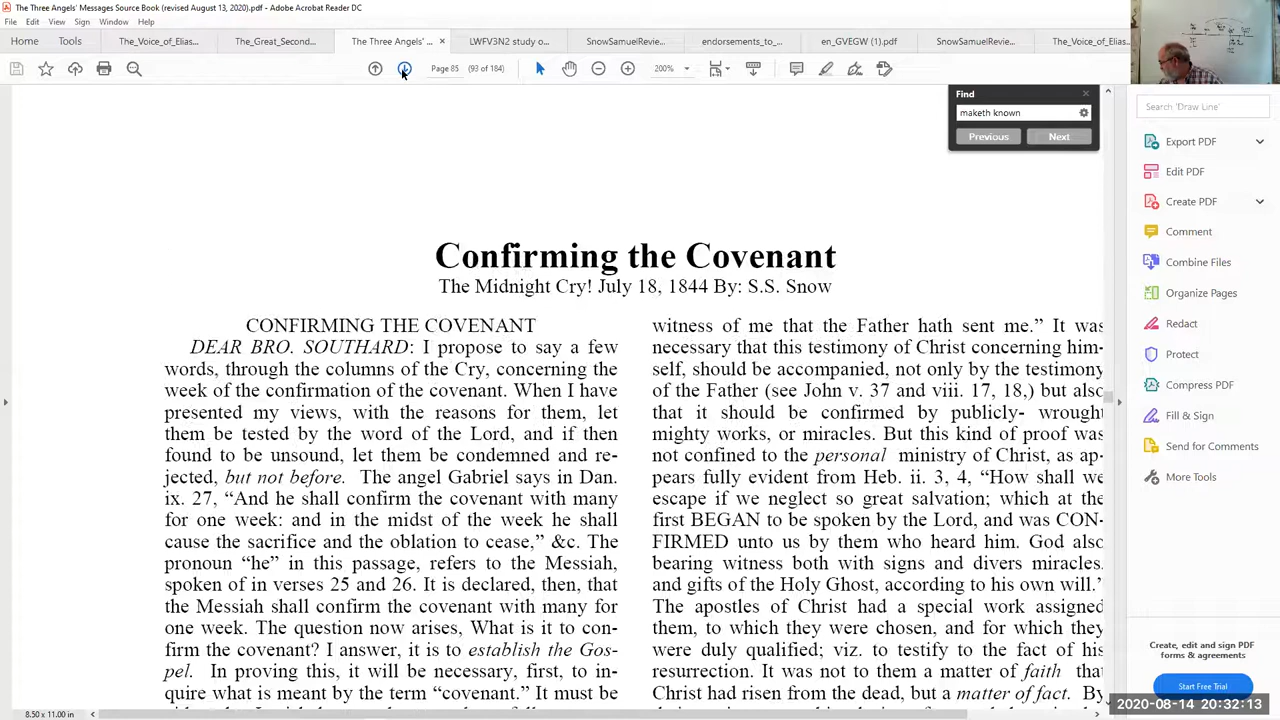 The Three Angels' Messages Source Book (revised August 13, 2020).pdf - Adobe Acrobat Reader DC
File Edit View Sign Window Help
Home Tools The_Voice_of_Elias... The_Great_Second... The Three Angels' ... LWFV3N2 study o... SnowSamuelRevie... endorsements_to_... en_GVEGW (1).pdf SnowSamuelRevie... The_Voice_of_Elias...
Page 85 (93 of 184) 200%
Find
maketh known
Previous Next
Search 'Draw Line'
Export PDF
Edit PDF
Create PDF
Comment
Combine Files
Organize Pages
Redact
Protect
Compress PDF
Fill & Sign
Send for Comments
More Tools
Create, edit and sign PDF
forms & agreements
Start Free Trial
Confirming the Covenant
The Midnight Cry! July 18, 1844 By: S.S. Snow
CONFIRMING THE COVENANT
DEAR BRO. SOUTHARD: I propose to say a few
words, through the columns of the Cry, concerning the
week of the confirmation of the covenant. When I have
presented my views, with the reasons for them, let
them be tested by the word of the Lord, and if then
found to be unsound, let them be condemned and re-
jected, but not before. The angel Gabriel says in Dan.
ix. 27, “And he shall confirm the covenant with many
for one week: and in the midst of the week he shall
cause the sacrifice and the oblation to cease,” &c. The
pronoun “he” in this passage, refers to the Messiah,
spoken of in verses 25 and 26. It is declared, then, that
the Messiah shall confirm the covenant with many for
one week. The question now arises, What is it to con-
firm the covenant? I answer, it is to establish the Gos-
pel. In proving this, it will be necessary, first, to in-
quire what is meant by the term “covenant.” It must be
witness of me that the Father hath sent me.” It was
necessary that this testimony of Christ concerning him-
self, should be accompanied, not only by the testimony
of the Father (see John v. 37 and viii. 17, 18,) but also
that it should be confirmed by publicly- wrought
mighty works, or miracles. But this kind of proof was
not confined to the personal ministry of Christ, as ap-
pears fully evident from Heb. ii. 3, 4, “How shall we
escape if we neglect so great salvation; which at the
first BEGAN to be spoken by the Lord, and was CON-
FIRMED unto us by them who heard him. God also
bearing witness both with signs and divers miracles,
and gifts of the Holy Ghost, according to his own will.”
The apostles of Christ had a special work assigned
them, to which they were chosen, and for which they
were duly qualified; viz. to testify to the fact of his
resurrection. It was not to them a matter of faith that
Christ had risen from the dead, but a matter of fact. By
8.50 x 11.00 in
2020-08-14 20:32:13